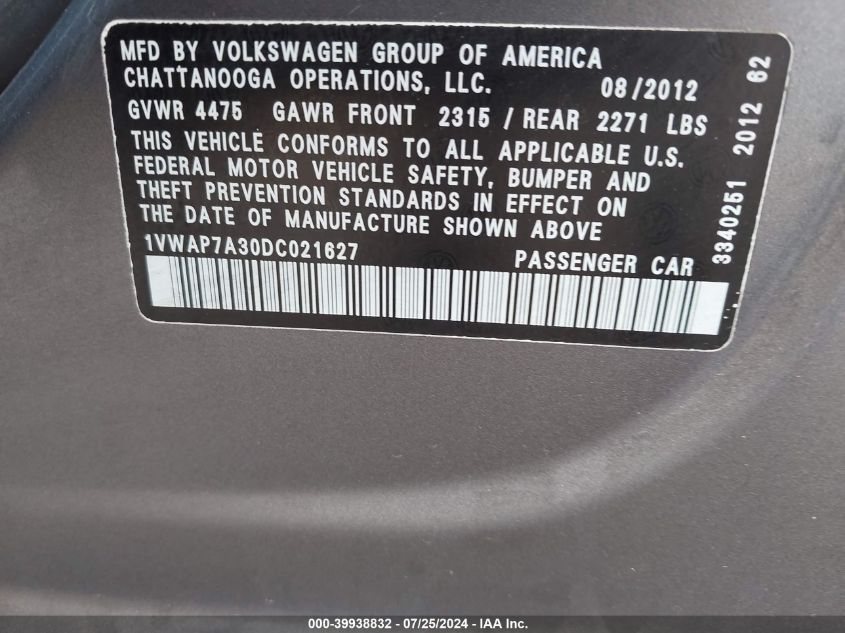 MFD BY VOLKSWAGEN GROUP OF AMERICA
CHATTANOOGA OPERATIONS, LLC. 08/2012
GVWR 4475 GAWR FRONT 2315 / REAR 2271 LBS
THIS VEHICLE CONFORMS TO ALL APPLICABLE U.S.
FEDERAL MOTOR VEHICLE SAFETY, BUMPER AND
THEFT PREVENTION STANDARDS IN EFFECT ON
THE DATE OF MANUFACTURE SHOWN ABOVE
1VWAP7A30DC021627 PASSENGER CAR
3340251 2012 62
000-39938832 - 07/25/2024 - IAA Inc.